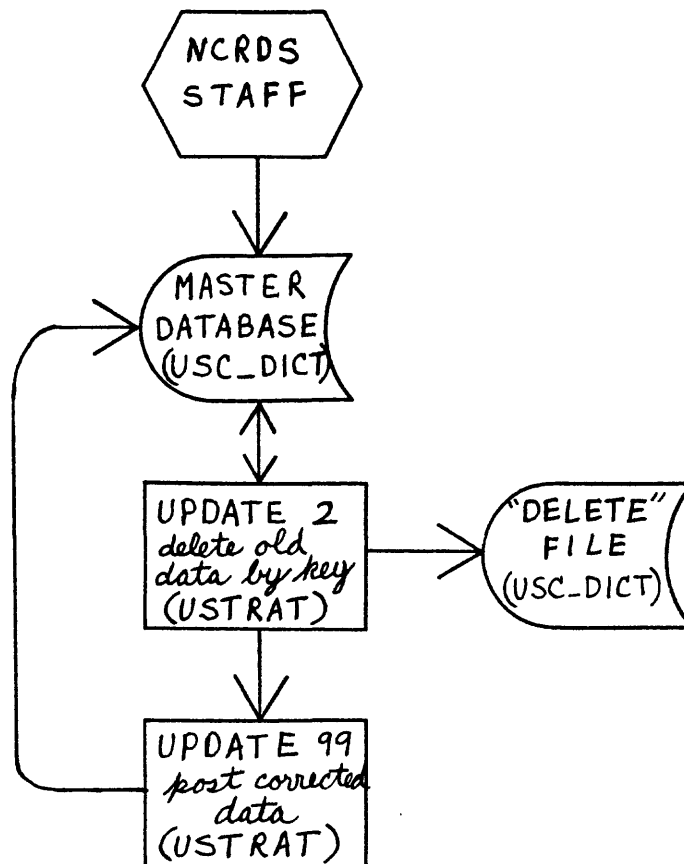 NCRDS
STAFF
MASTER
DATABASE
(USC_DICT)
UPDATE 2
delete old
data by key
(USTRAT)
"DELETE"
FILE
(USC_DICT)
UPDATE 99
post corrected
data
(USTRAT)